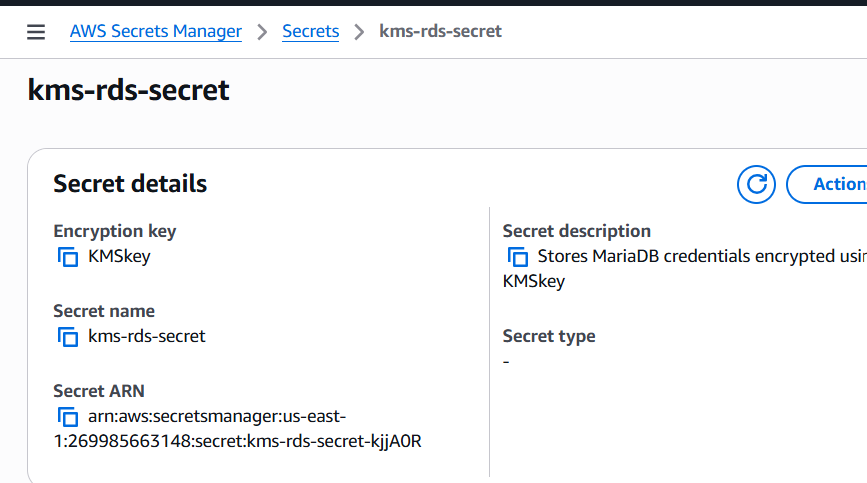 AWS Secrets Manager > Secrets > kms-rds-secret
kms-rds-secret
Secret details
Action
Encryption key
KMSkey
Secret name
kms-rds-secret
Secret ARN
arn:aws:secretsmanager:us-east-
1:269985663148:secret:kms-rds-secret-kjjA0R
Secret description
Stores MariaDB credentials encrypted usin
KMSkey
Secret type
-